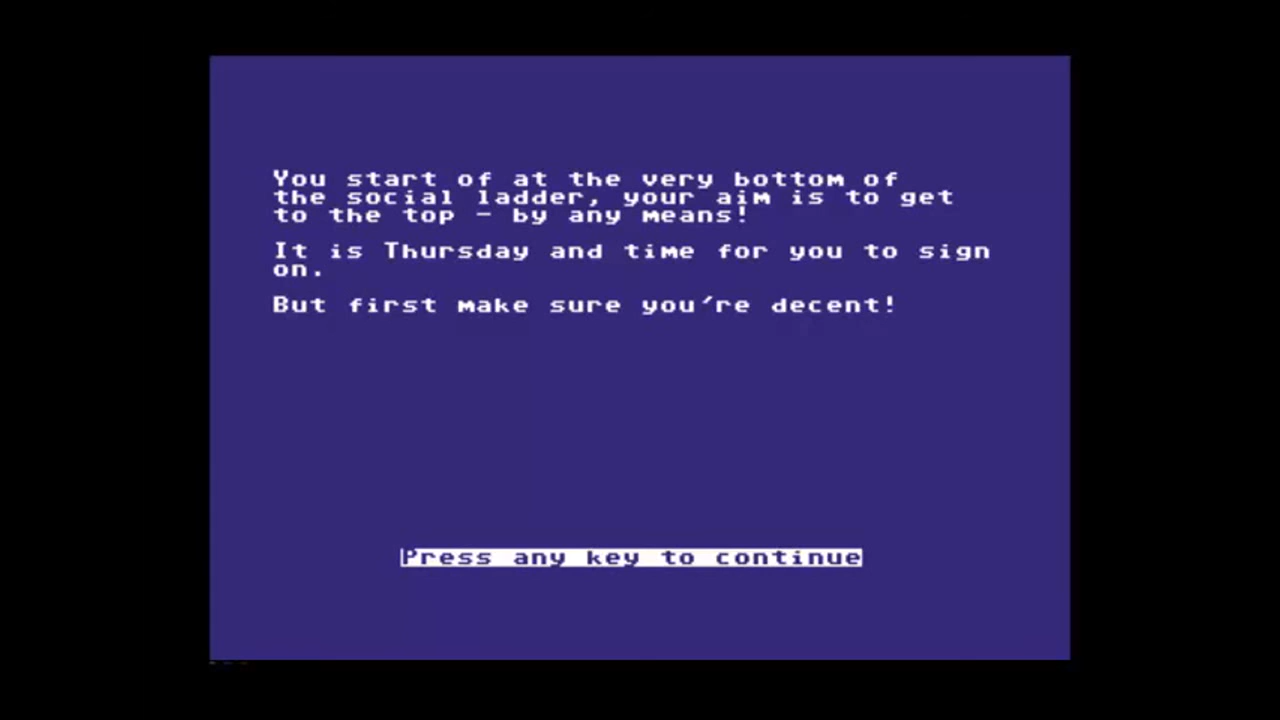 You start of at the very bottom of
the social ladder, your aim is to get
to the top - by any means!
It is Thursday and time for you to sign
on.
But first make sure you're decent!
Press any key to continue